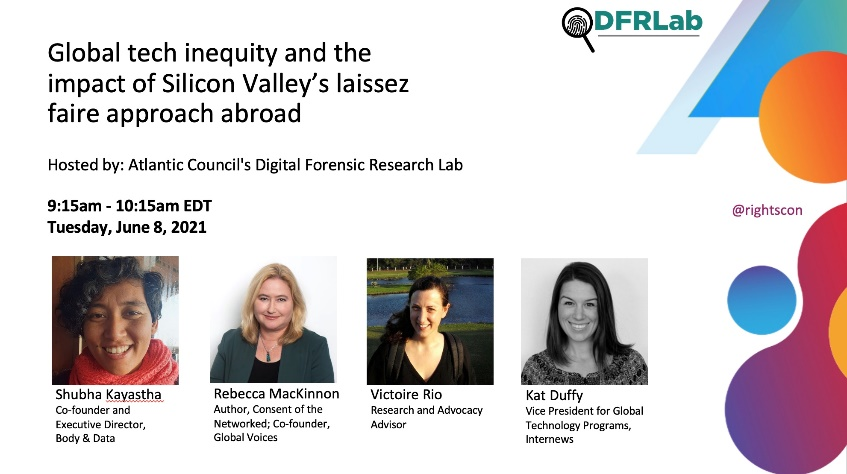 DFRLab
Global tech inequity and the
impact of Silicon Valley’s laissez
faire approach abroad
Hosted by: Atlantic Council's Digital Forensic Research Lab
9:15am - 10:15am EDT
Tuesday, June 8, 2021
@rightscon
Shubha Kayastha
Co-founder and
Executive Director,
Body & Data
Rebecca MacKinnon
Author, Consent of the
Networked; Co-founder,
Global Voices
Victoire Rio
Research and Advocacy
Advisor
Kat Duffy
Vice President for Global
Technology Programs,
Internews